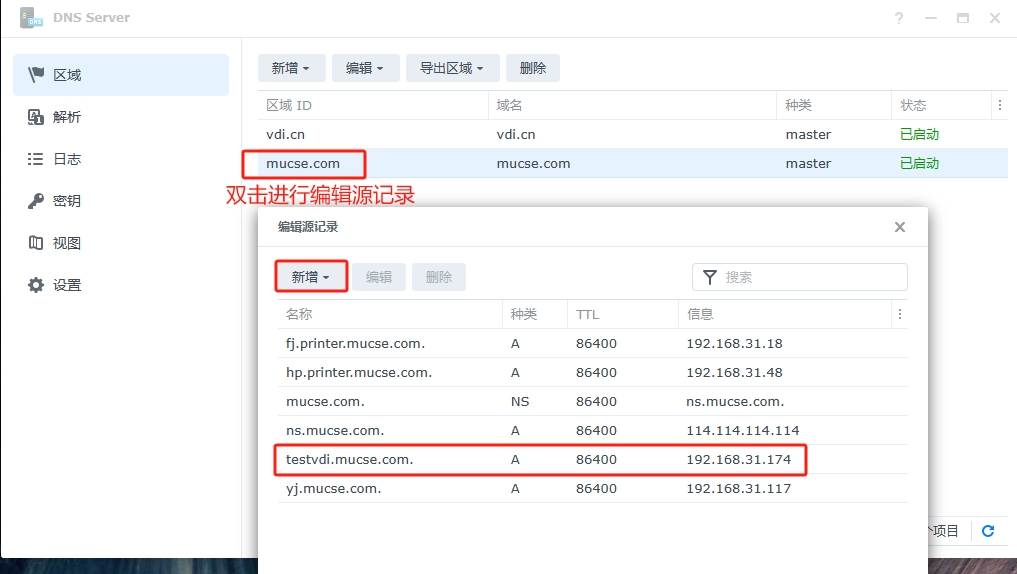 DNS Server
区域
解析
日志
密钥
视图
设置
新增 编辑 导出区域 删除
区域 ID 域名 种类 状态
vdi.cn vdi.cn master 已启动
mucse.com mucse.com master 已启动
双击进行编辑源记录
编辑源记录
新增 编辑 删除 搜索
名称 种类 TTL 信息
fj.printer.mucse.com. A 86400 192.168.31.18
hp.printer.mucse.com. A 86400 192.168.31.48
mucse.com. NS 86400 ns.mucse.com.
ns.mucse.com. A 86400 114.114.114.114
testvdi.mucse.com. A 86400 192.168.31.174
yj.mucse.com. A 86400 192.168.31.117
个项目